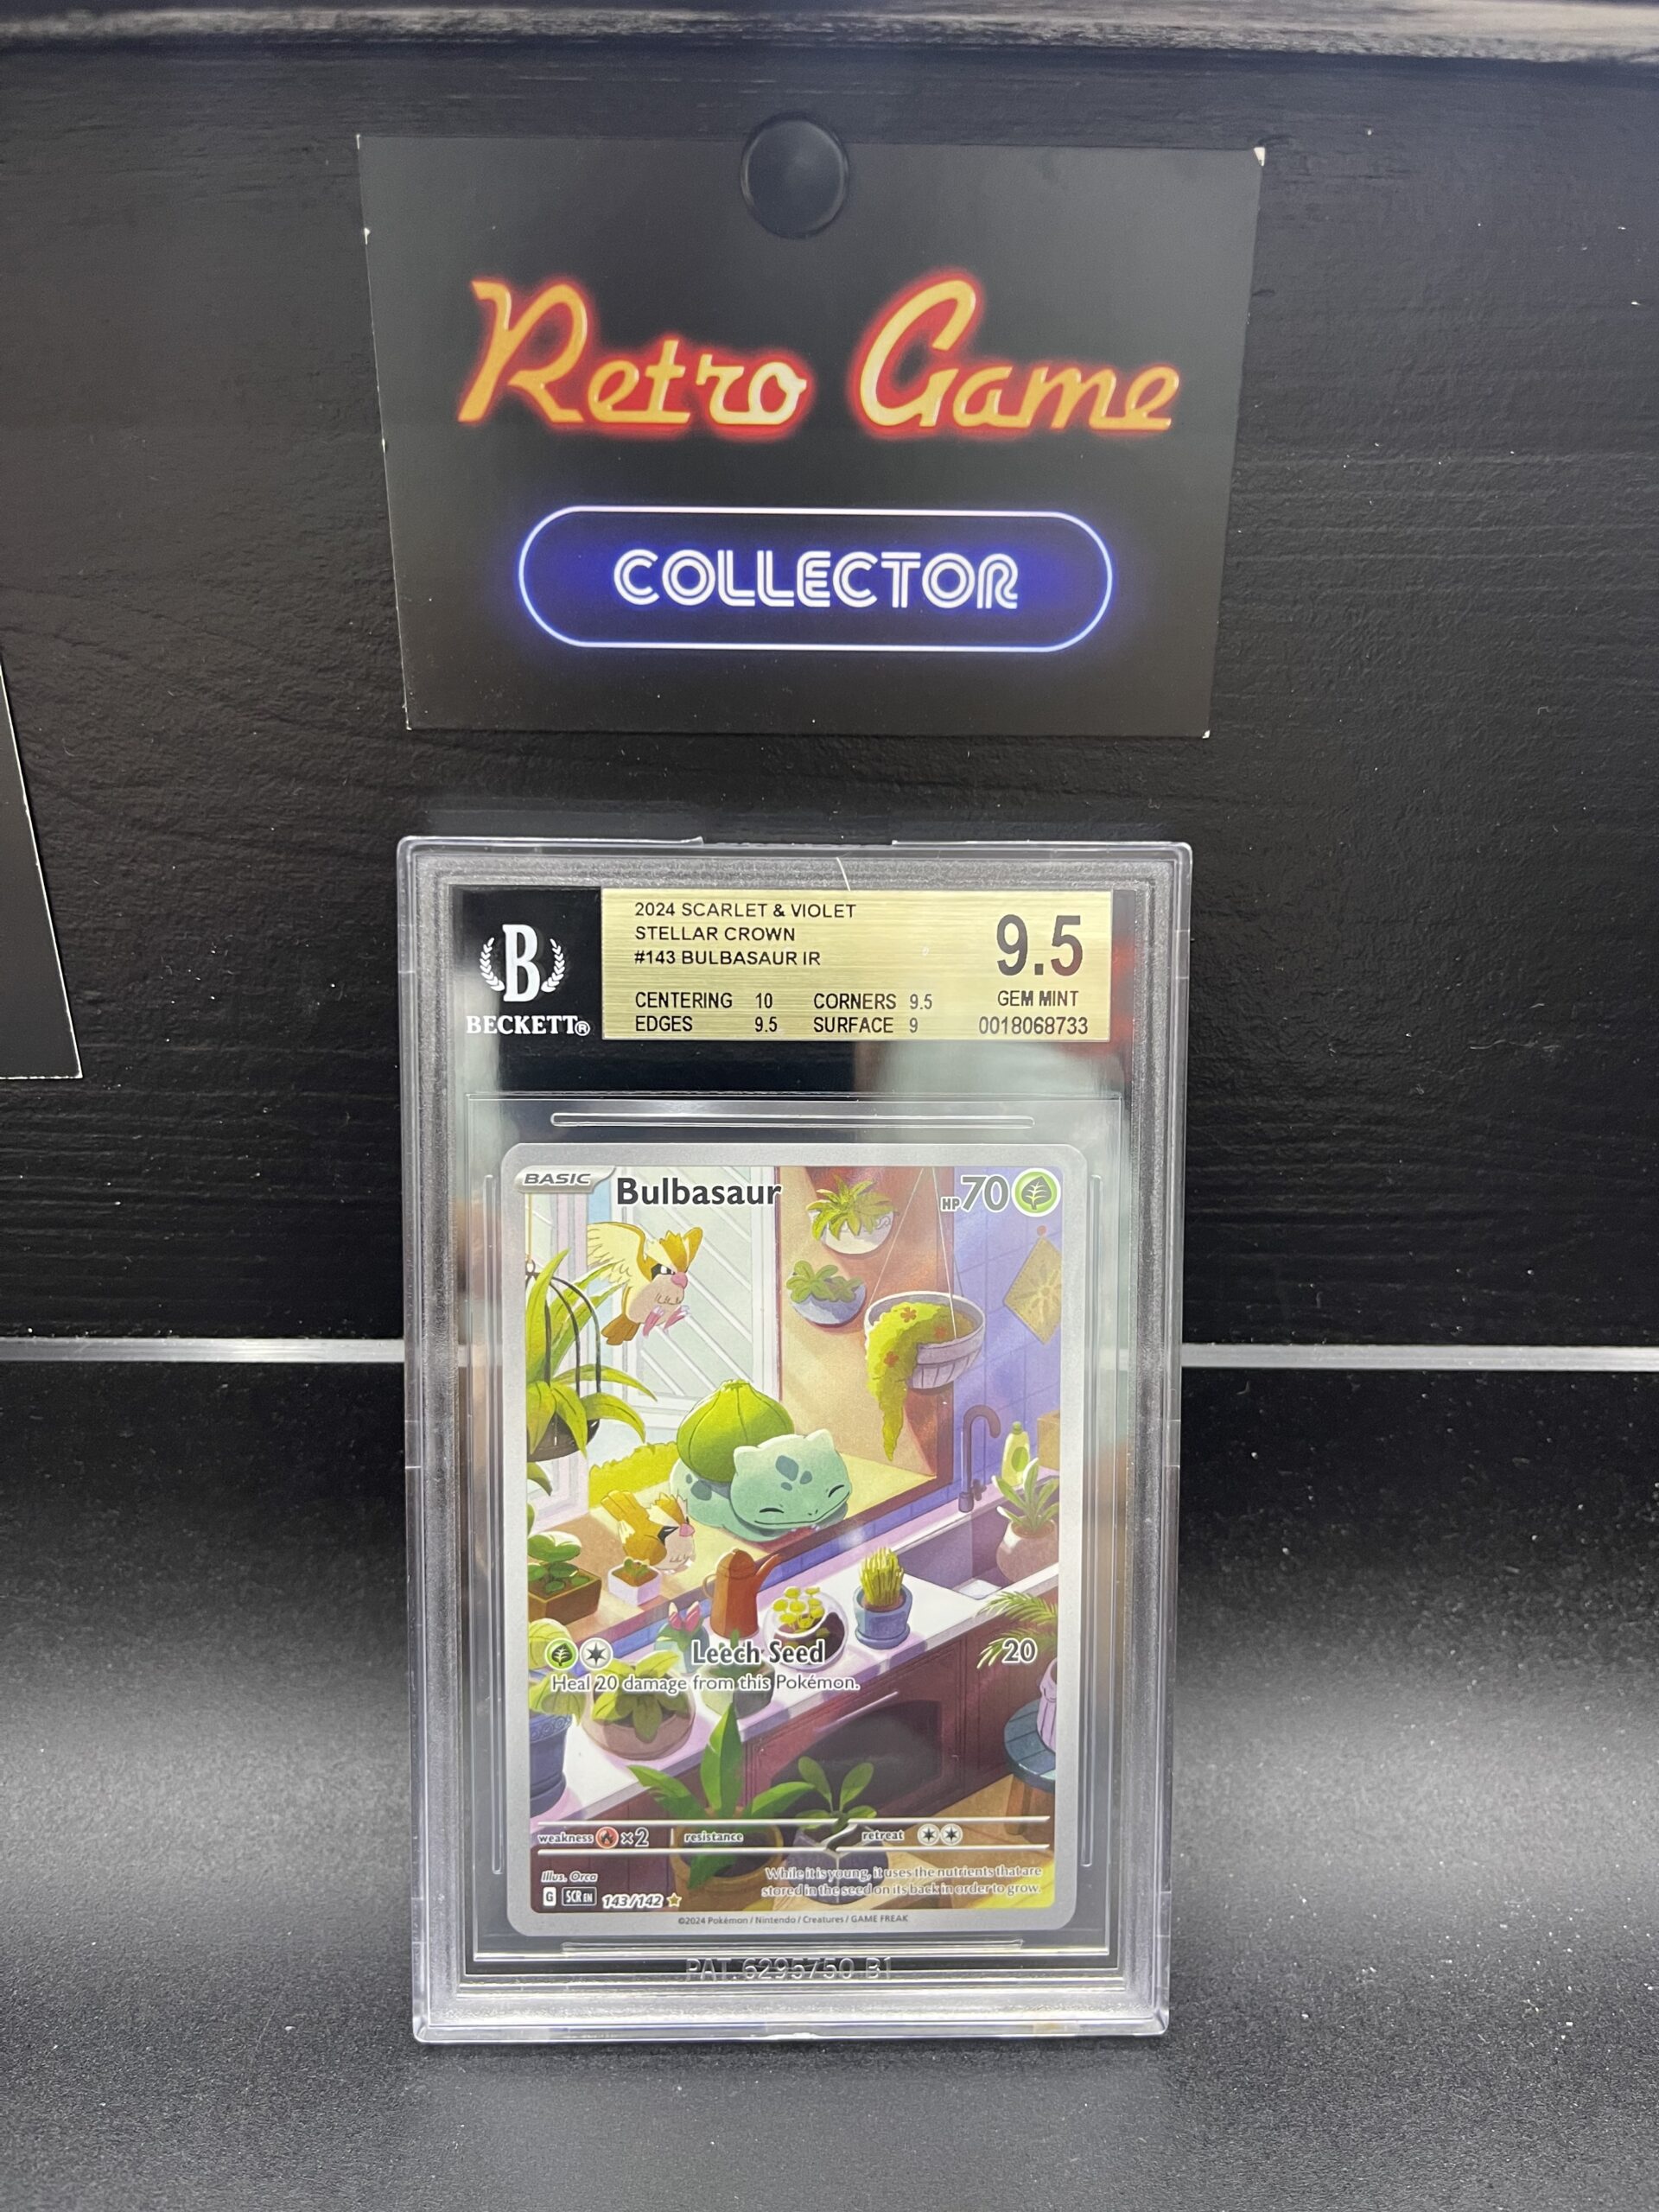 Retro Game
COLLECTOR
B
BECKETT®
2024 SCARLET & VIOLET
STELLAR CROWN
#143 BULBASAUR IR
CENTERING 10 CORNERS 9.5
EDGES 9.5 SURFACE 9
9.5
GEM MINT
0018068733
BASIC Bulbasaur HP70
Leech Seed 20
Heal 20 damage from this Pokémon.
weakness ×2 resistance retreat
Illus. Orca
While it is young, it uses the nutrients that are
stored in the seed on its back in order to grow.
G SCR EN 143/142
©2024 Pokémon / Nintendo / Creatures / GAME FREAK
PAT.6295750 B1